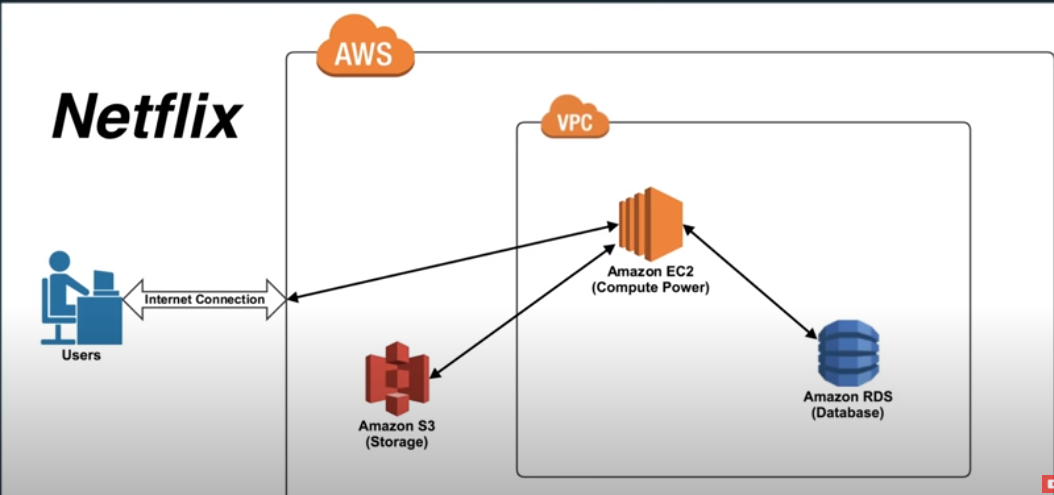 AWS
Netflix
VPC
Amazon EC2
(Compute Power)
Internet Connection
Users
Amazon S3
(Storage)
Amazon RDS
(Database)